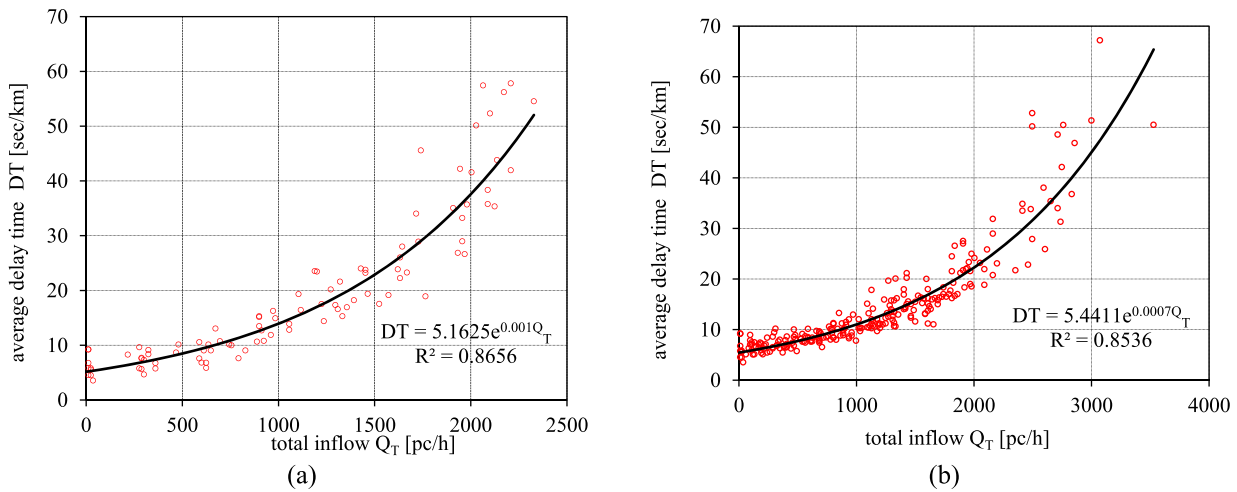 70
60
50
40
30
20
10
0
average delay time DT [sec/km]
DT = 5.1625e^0.001Q_T
R² = 0.8656
0 500 1000 1500 2000 2500
total inflow Q_T [pc/h]
(a)
70
60
50
40
30
20
10
0
average delay time DT [sec/km]
DT = 5.4411e^0.0007Q_T
R² = 0.8536
0 1000 2000 3000 4000
total inflow Q_T [pc/h]
(b)